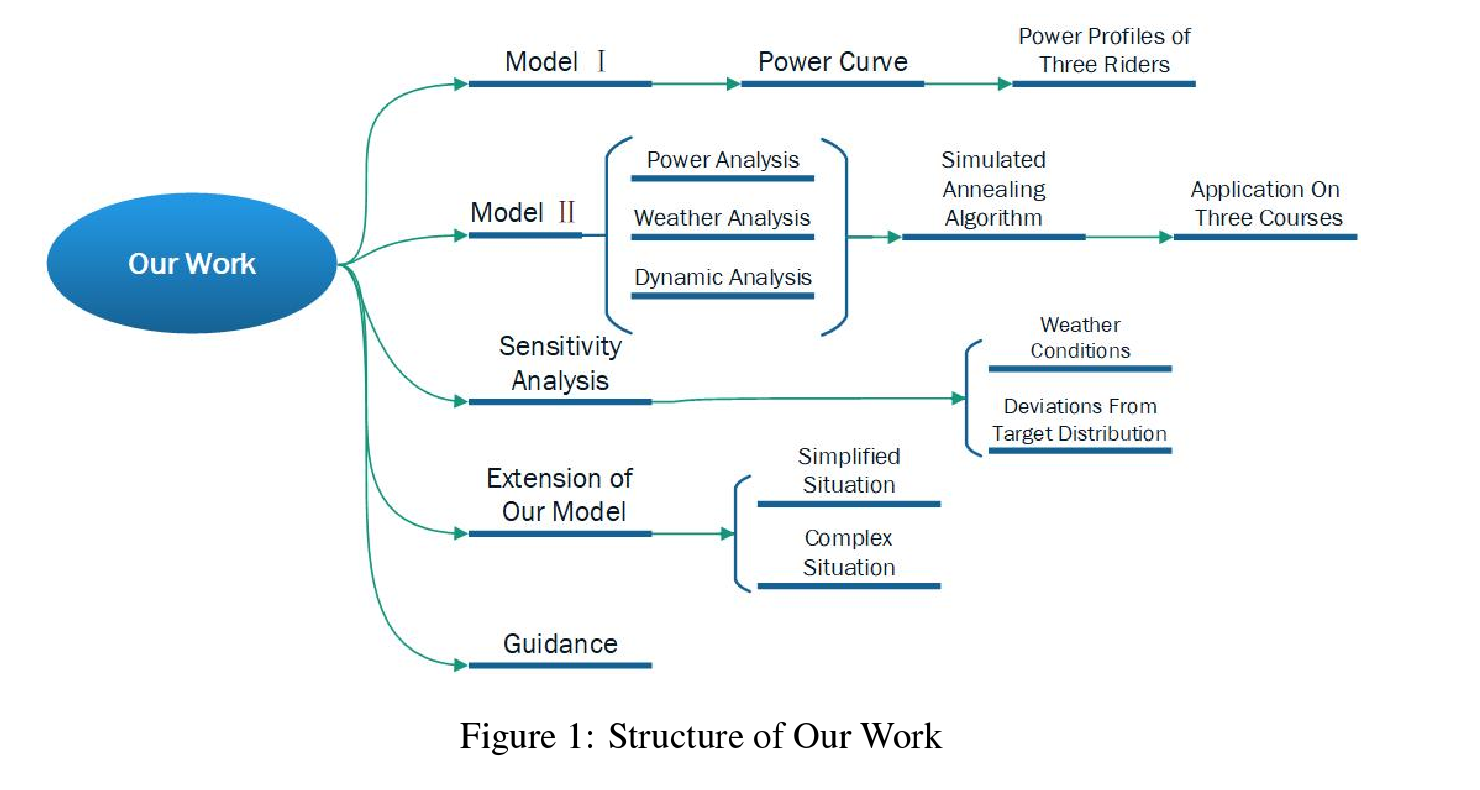 Our Work
Model Ⅰ
Power Curve
Power Profiles of
Three Riders
Model Ⅱ
Power Analysis
Weather Analysis
Dynamic Analysis
Simulated
Annealing
Algorithm
Application On
Three Courses
Sensitivity
Analysis
Weather
Conditions
Deviations From
Target Distribution
Extension of
Our Model
Simplified
Situation
Complex
Situation
Guidance
Figure 1: Structure of Our Work